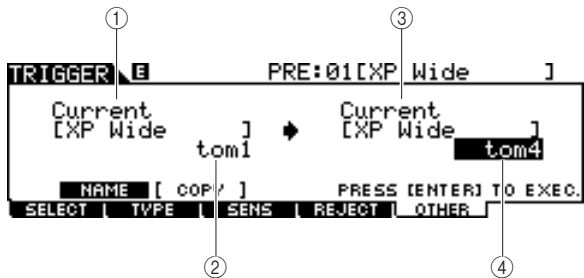 ① ③
TRIGGER E PRE:01[XP Wide ]
Current Current
[XP Wide ] [XP Wide ]
tom1 tom4
NAME [ COPY ] PRESS [ENTER] TO EXEC.
SELECT TYPE SENS REJECT OTHER
② ④